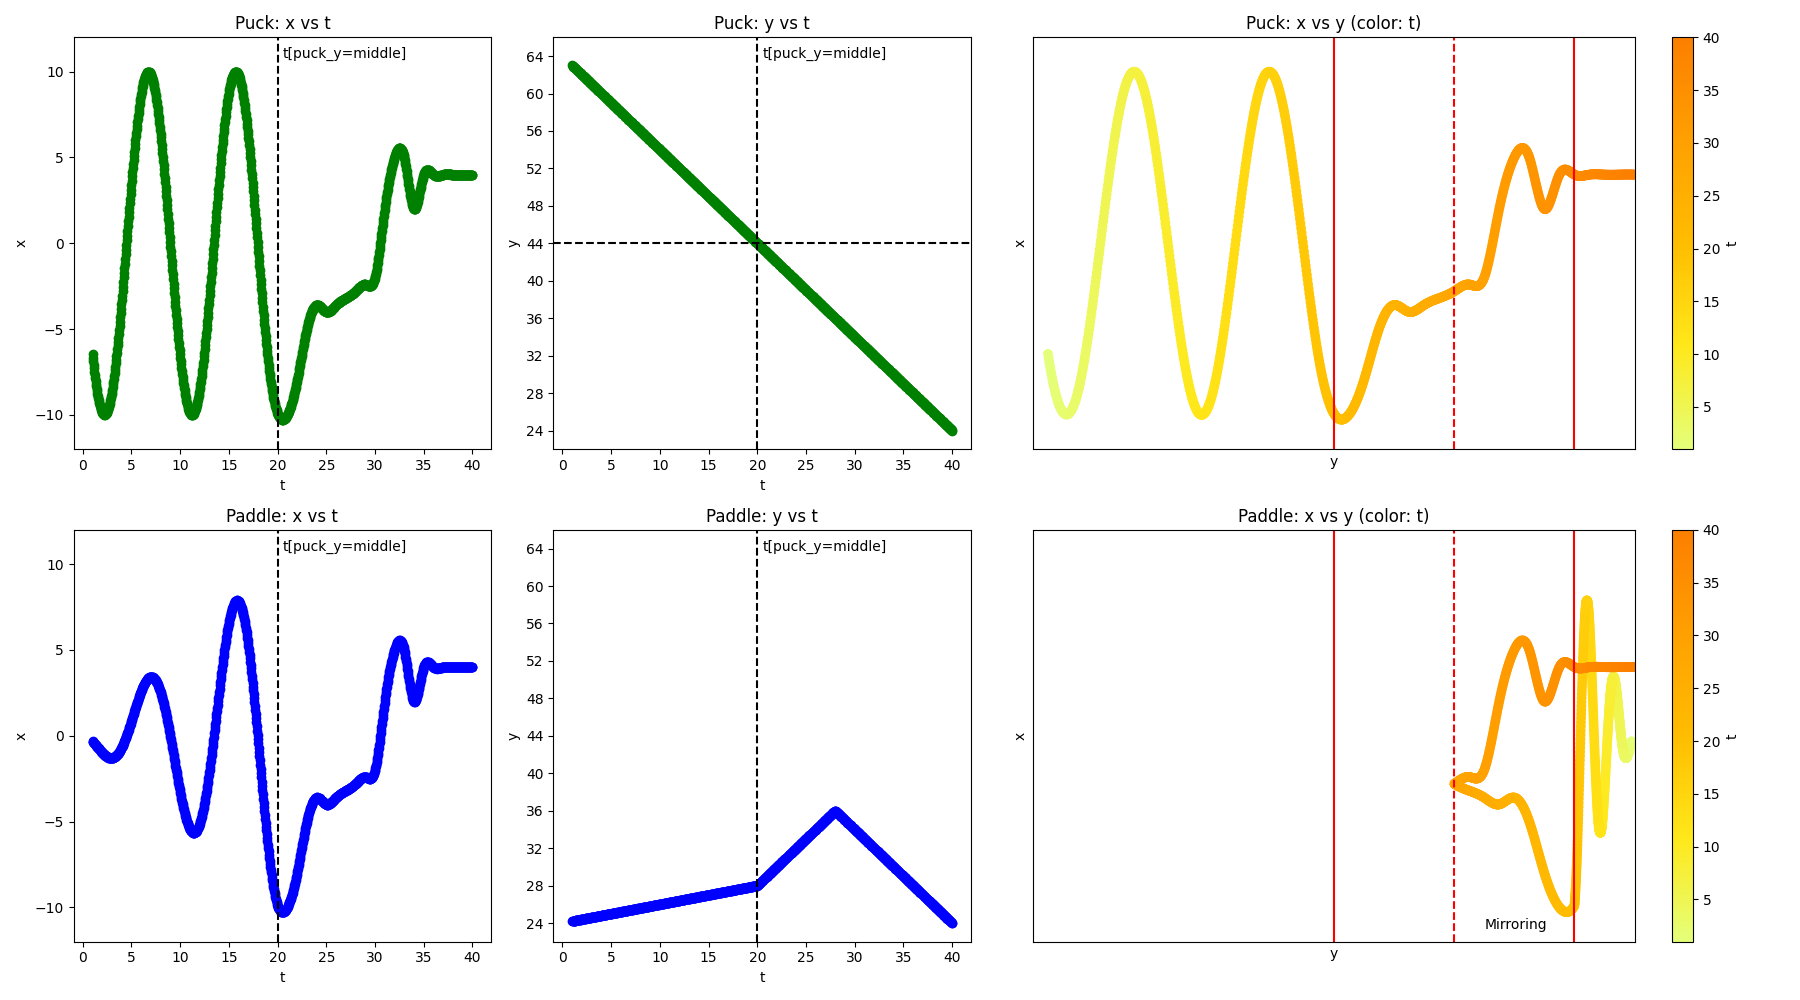 Puck: x vs t
t[puck_y=middle]
x
10
5
0
−5
−10
0 5 10 15 20 25 30 35 40
t
Puck: y vs t
t[puck_y=middle]
y
64
60
56
52
48
44
40
36
32
28
24
0 5 10 15 20 25 30 35 40
t
Puck: x vs y (color: t)
x
y
40
35
30
25
20
15
10
5
t
Paddle: x vs t
t[puck_y=middle]
x
10
5
0
−5
−10
0 5 10 15 20 25 30 35 40
t
Paddle: y vs t
t[puck_y=middle]
y
64
60
56
52
48
44
40
36
32
28
24
0 5 10 15 20 25 30 35 40
t
Paddle: x vs y (color: t)
x
Mirroring
y
40
35
30
25
20
15
10
5
t